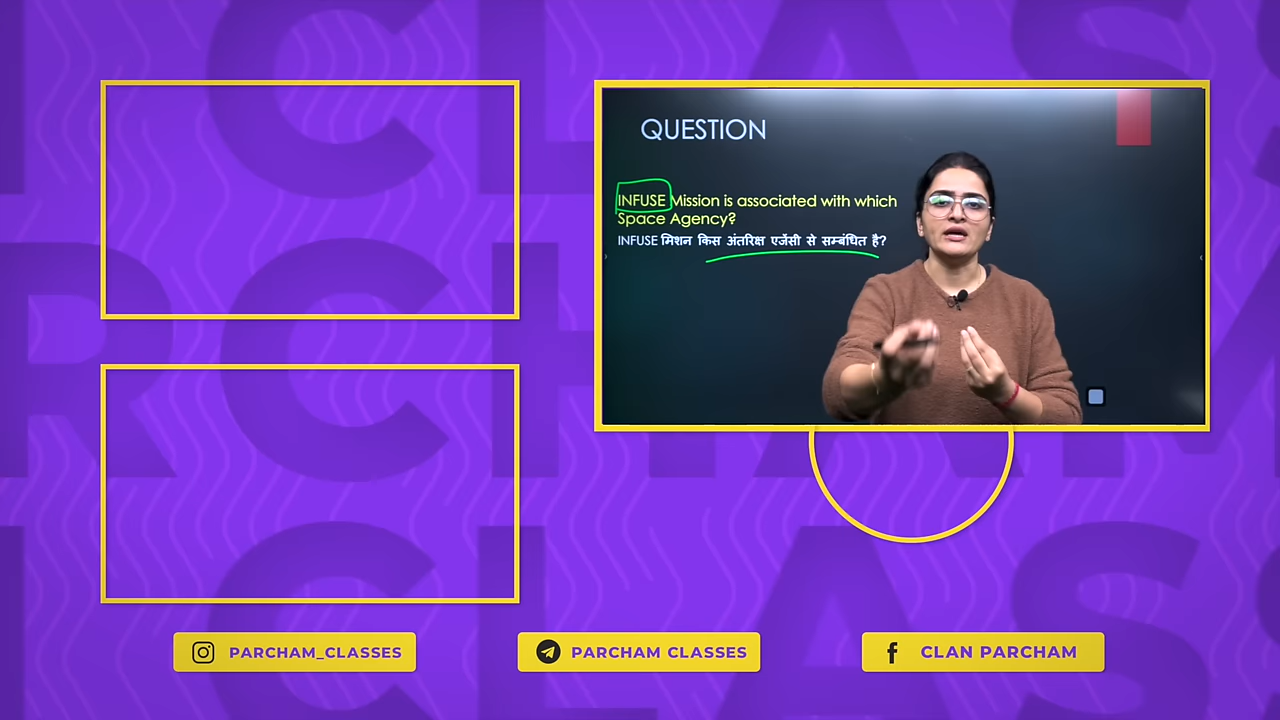 QUESTION
INFUSE Mission is associated with which
Space Agency?
INFUSE मिशन किस अंतरिक्ष एजेंसी से सम्बंधित है?
PARCHAM_CLASSES
PARCHAM CLASSES
CLAN PARCHAM